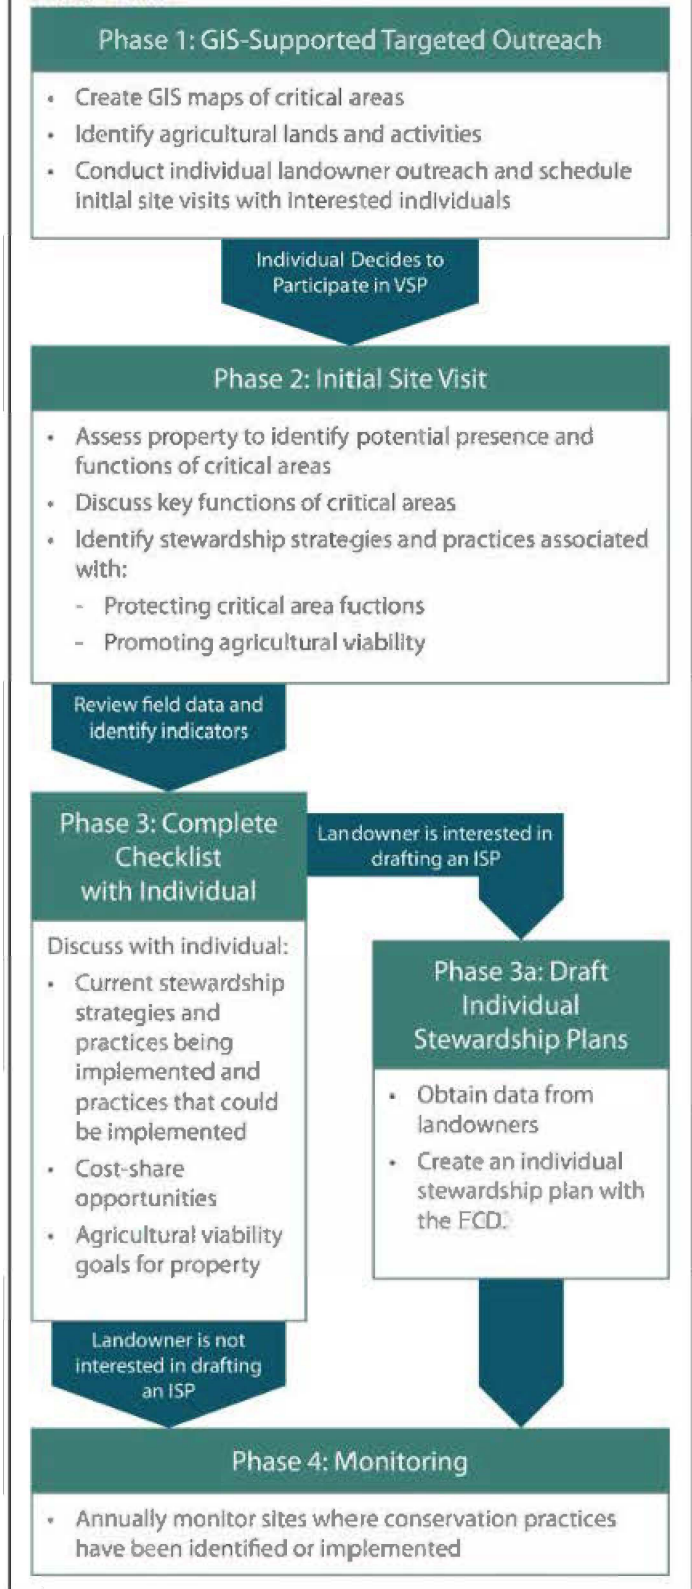 Phase 1: GIS-Supported Targeted Outreach
• Create GIS maps of critical areas
• Identify agricultural lands and activities
• Conduct individual landowner outreach and schedule
initial site visits with interested individuals
Individual Decides to
Participate in VSP
Phase 2: Initial Site Visit
• Assess property to identify potential presence and
functions of critical areas
• Discuss key functions of critical areas
• Identify stewardship strategies and practices associated
with:
- Protecting critical area fuctions
- Promoting agricultural viability
Review field data and
identify indicators
Phase 3: Complete
Checklist
with Individual
Discuss with individual:
• Current stewardship
strategies and
practices being
implemented and
practices that could
be implemented
• Cost-share
opportunities
• Agricultural viability
goals for property
Landowner is interested in
drafting an ISP
Phase 3a: Draft
Individual
Stewardship Plans
• Obtain data from
landowners
• Create an individual
stewardship plan with
the FCD.
Landowner is not
interested in drafting
an ISP
Phase 4: Monitoring
• Annually monitor sites where conservation practices
have been identified or implemented